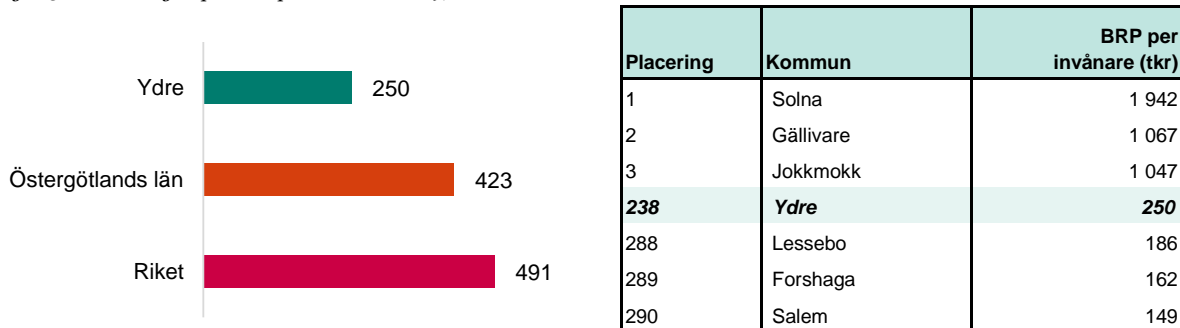 Ydre 250
Östergötlands län 423
Riket 491
Placering Kommun BRP per invånare (tkr)
1 Solna 1 942
2 Gällivare 1 067
3 Jokkmokk 1 047
238 Ydre 250
288 Lessebo 186
289 Forshaga 162
290 Salem 149